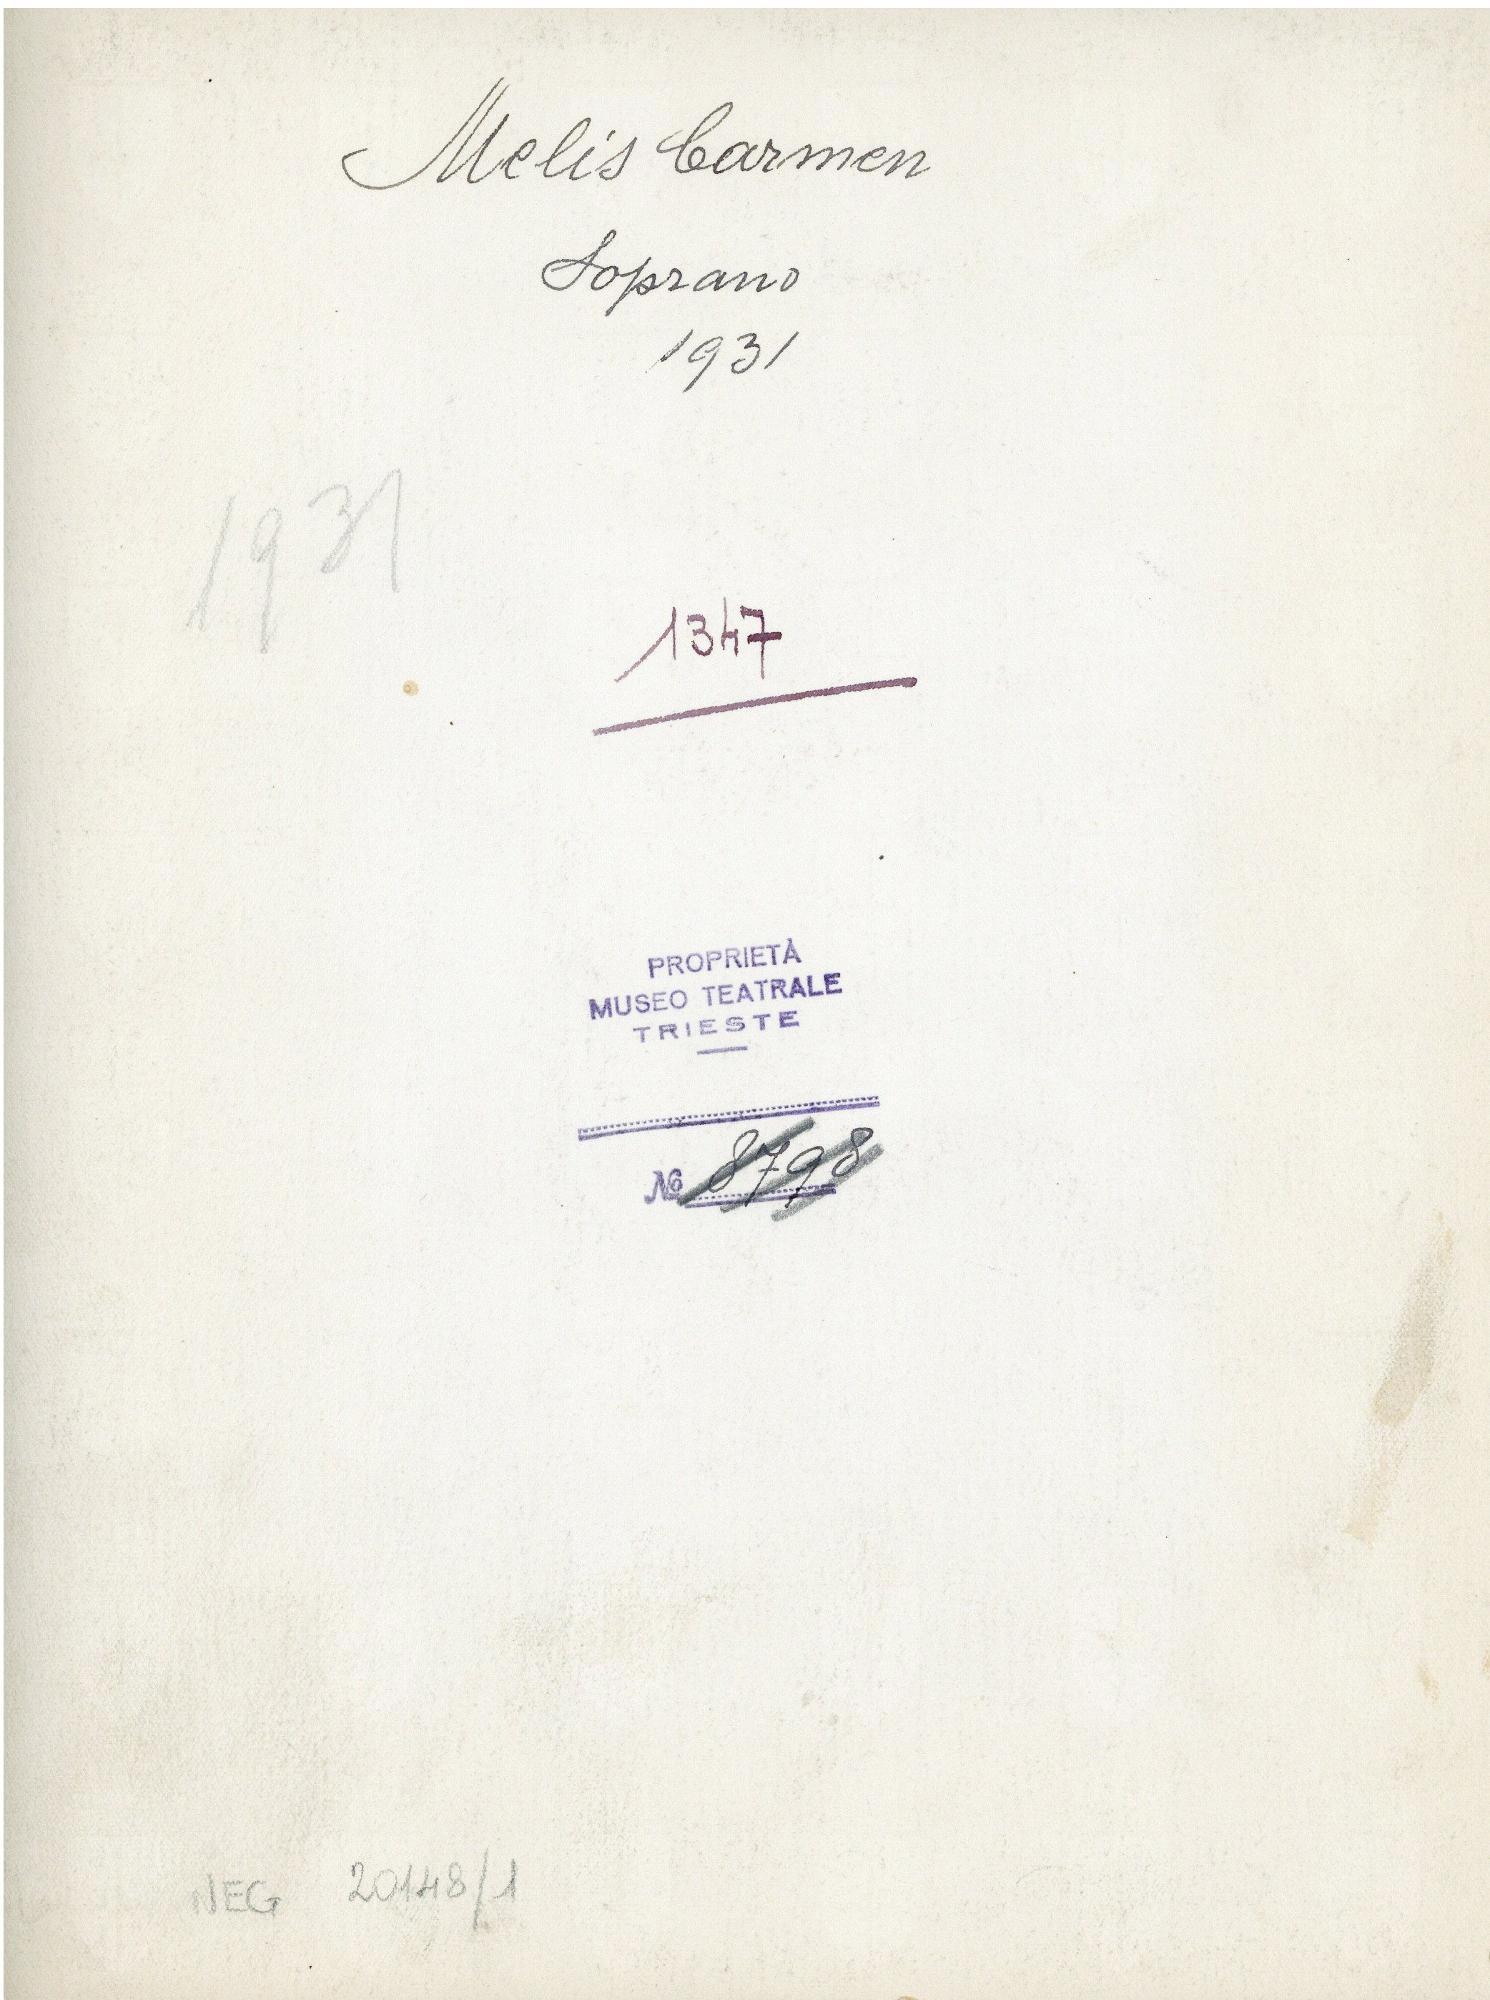 Melis Carmen
Soprano
1931
1931
1347
PROPRIETÀ
MUSEO TEATRALE
TRIESTE
№ 8798
NEG 20148/1